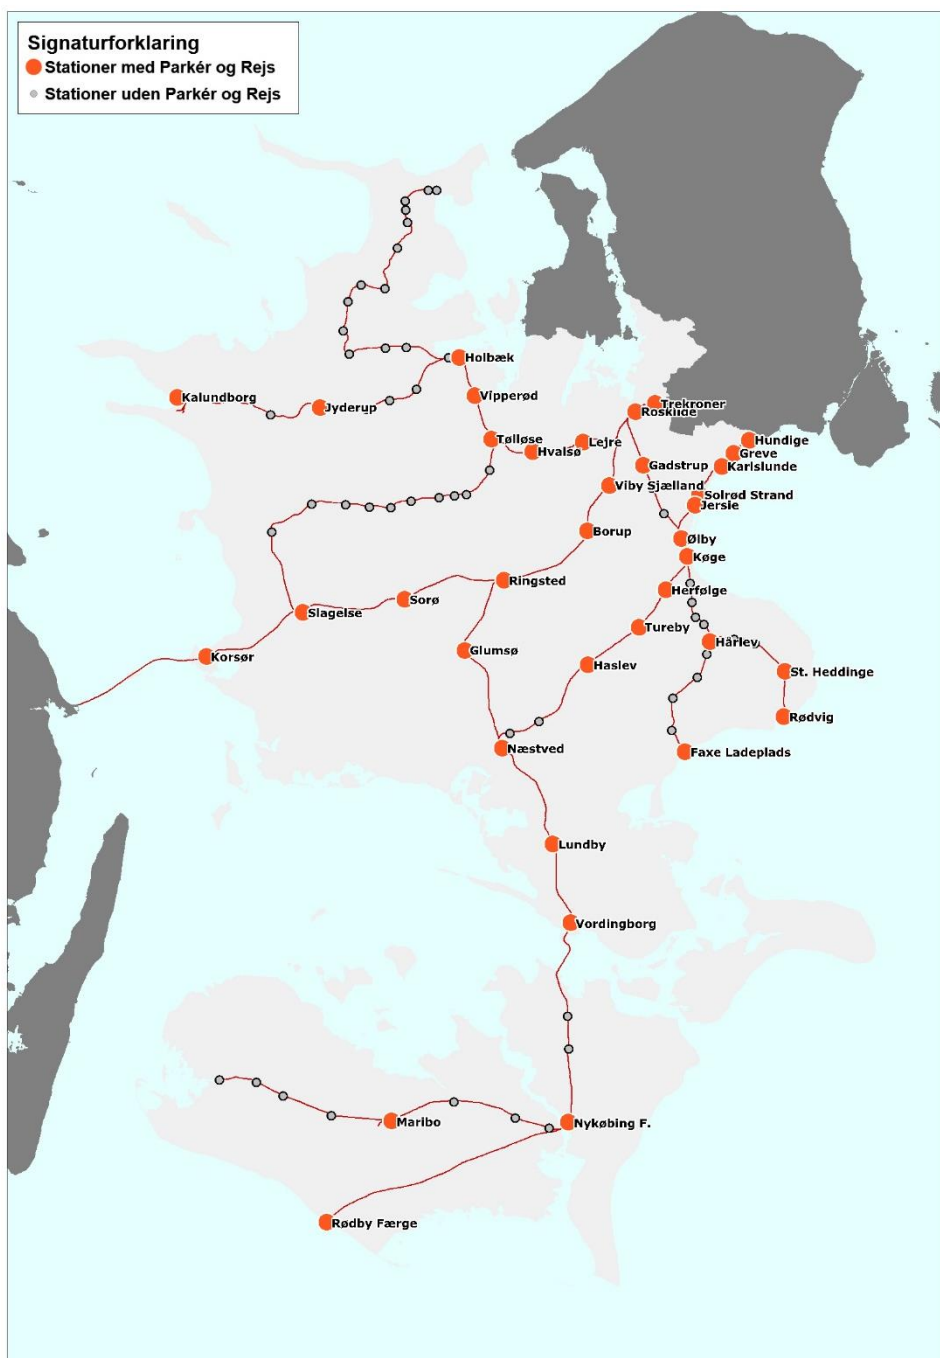 Signaturforklaring
Stationer med Parkér og Rejs
Stationer uden Parkér og Rejs
Holbæk
Kalundborg
Vipperød
Jyderup
Trekroner
Roskilde
Tølløse
Lejre
Hvalsø
Hundige
Greve
Karlslunde
Gadstrup
Viby Sjælland
Solrød Strand
Jersie
Borup
Ølby
Køge
Ringsted
Herfølge
Sorø
Slagelse
Tureby
Hårlev
Glumsø
Korsør
Haslev
St. Heddinge
Rødvig
Næstved
Faxe Ladeplads
Lundby
Vordingborg
Maribo
Nykøbing F.
Rødby Færge